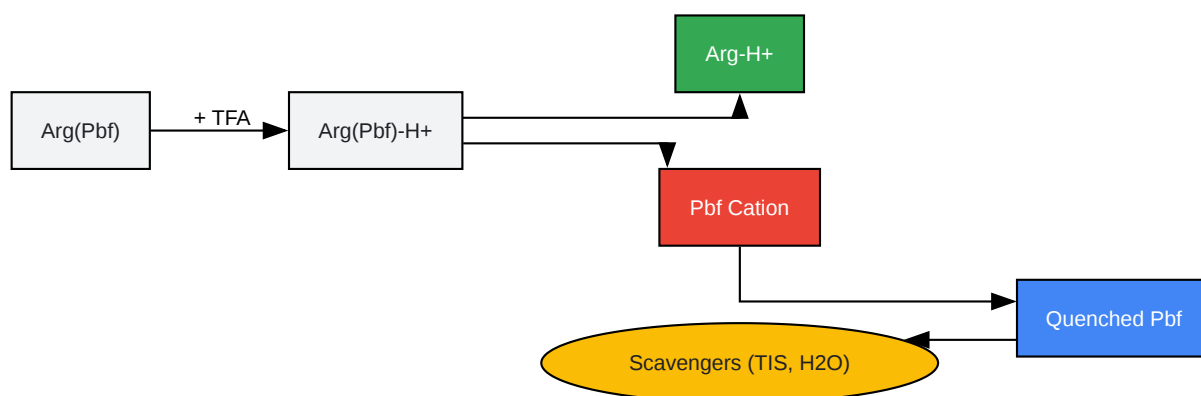 Arg-H+
Arg(Pbf)
+ TFA
Arg(Pbf)-H+
Pbf Cation
Quenched Pbf
Scavengers (TIS, H2O)